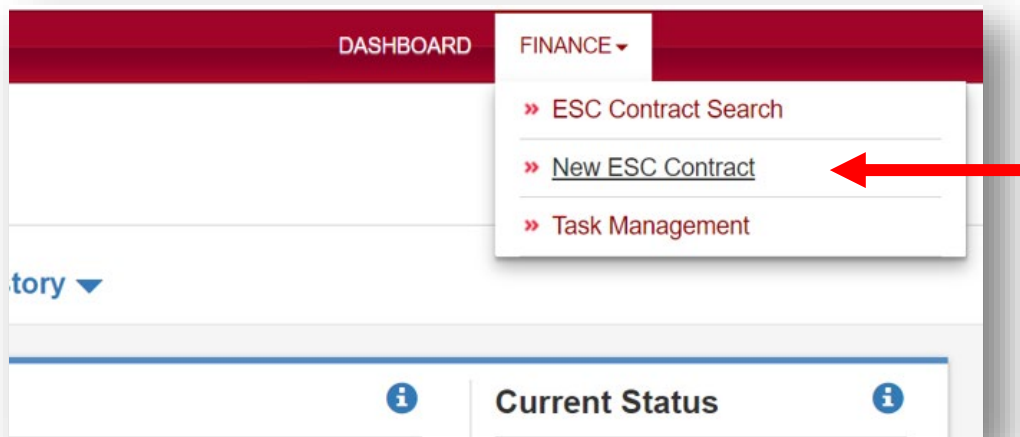 DASHBOARD FINANCE
» ESC Contract Search
» New ESC Contract
» Task Management
tory
Current Status